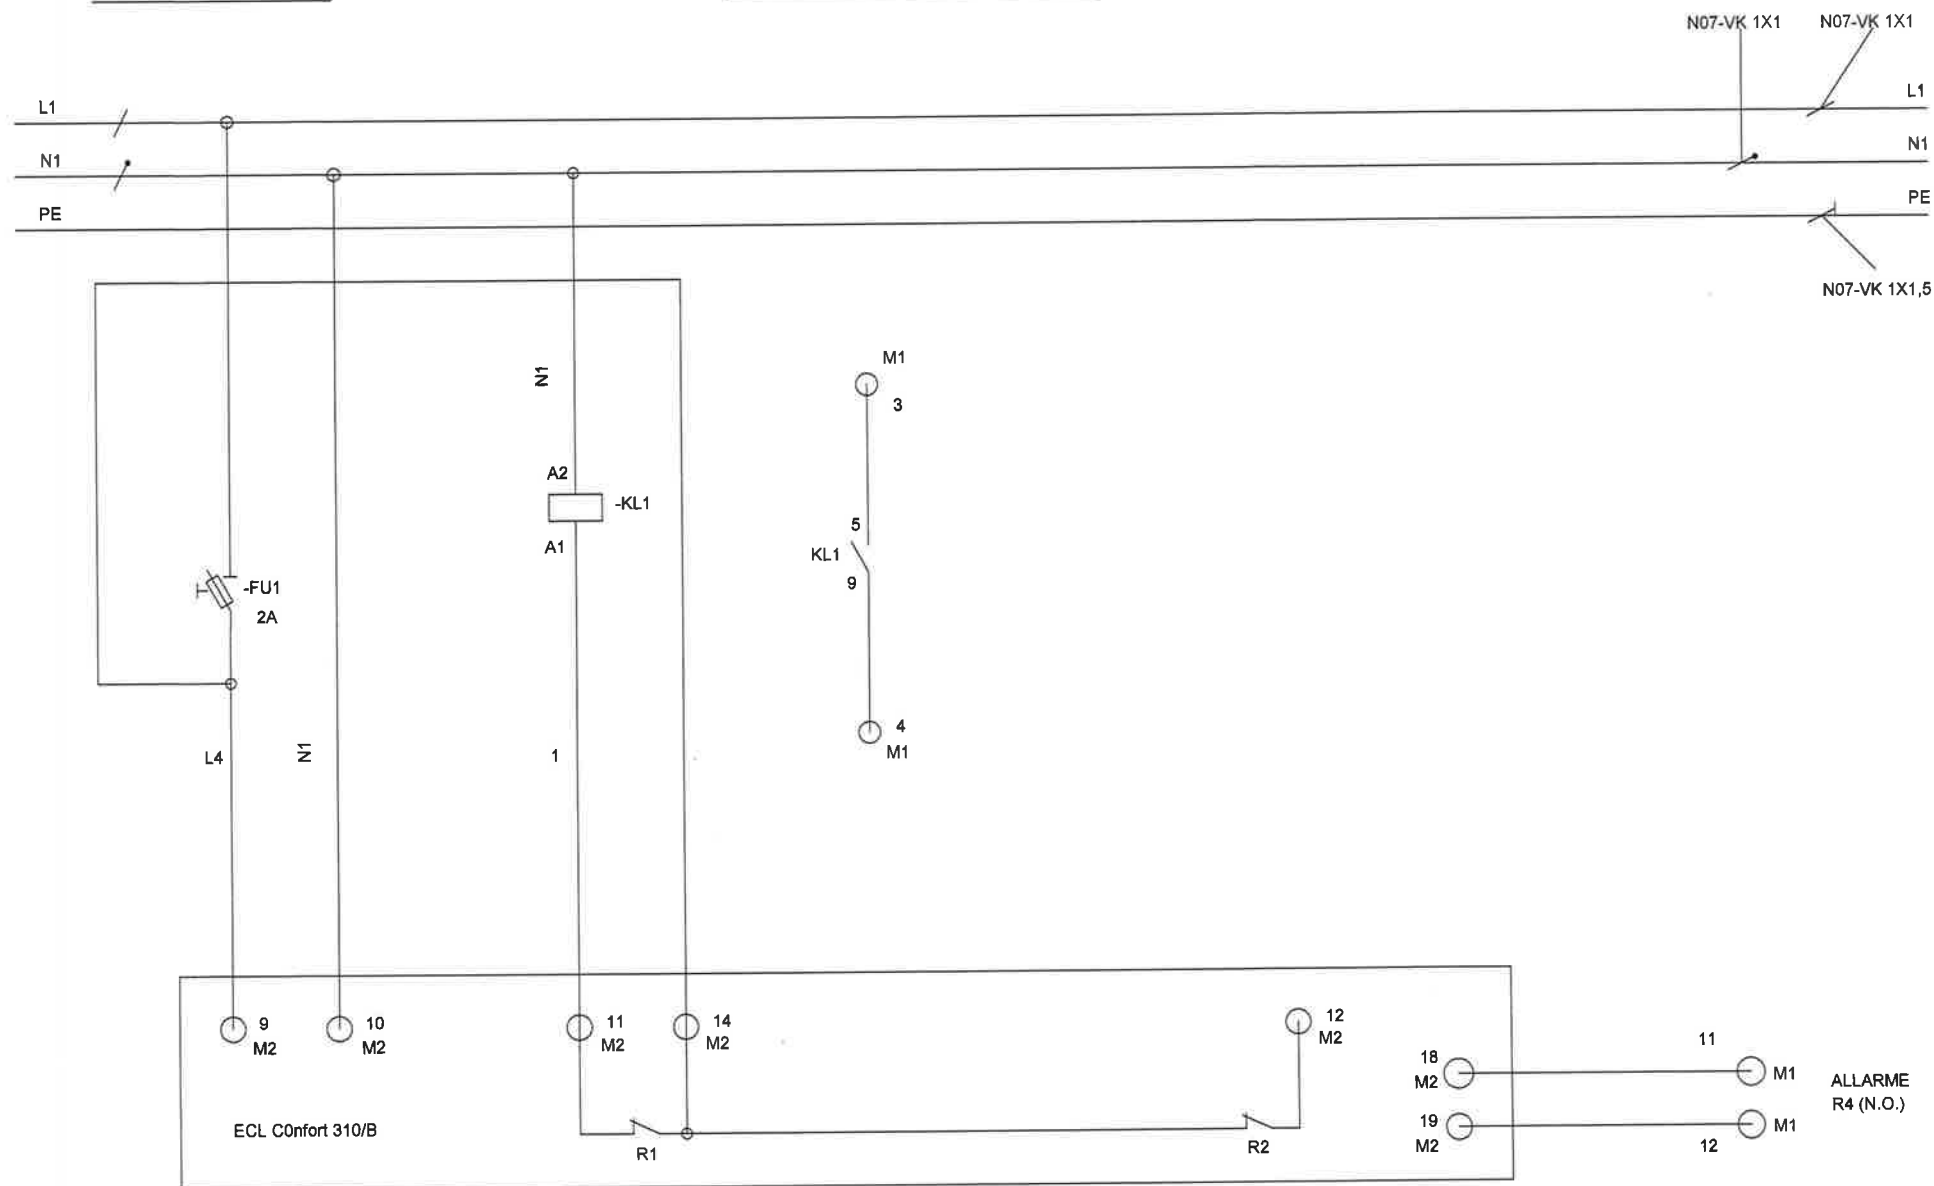 N07-VK 1X1 N07-VK 1X1
L1 L1
N1 N1
PE PE
N07-VK 1X1,5
M1
3
N1
A2
-KL1
A1
5
KL1
9
-FU1
2A
4
M1
L4
N1
1
9
M2
10
M2
11
M2
14
M2
12
M2
18
M2
11
M1
ALLARME
R4 (N.O.)
19
M2
12
M1
ECL C0nfort 310/B
R1
R2